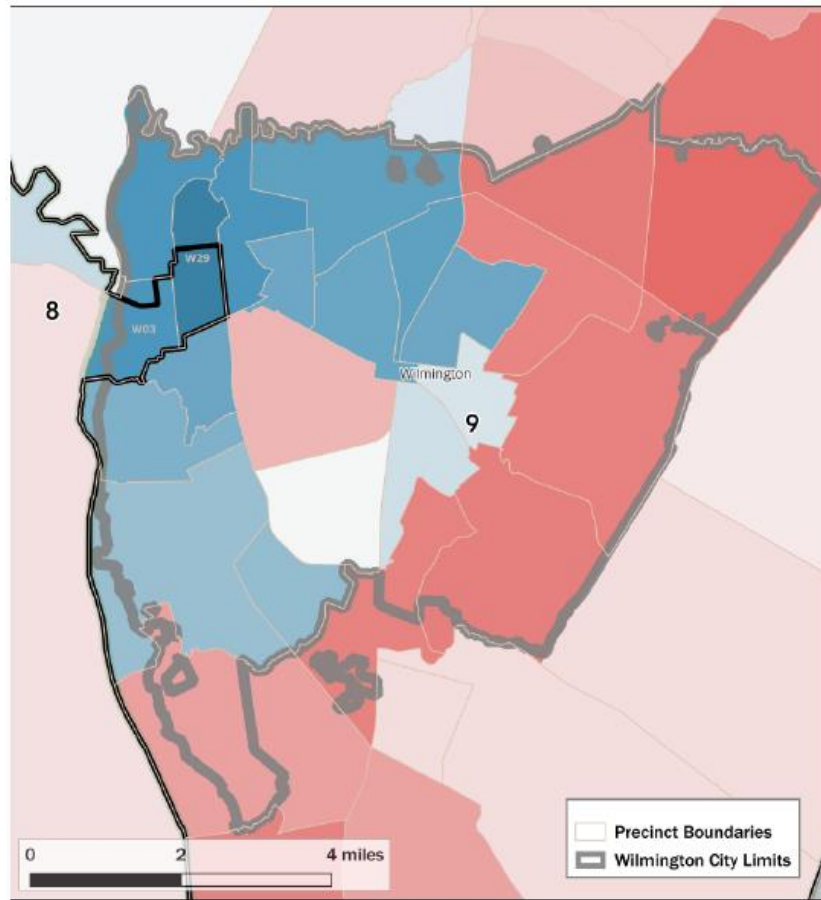 W29
8
W03
Wilmington
9
Precinct Boundaries
Wilmington City Limits
0 2 4 miles